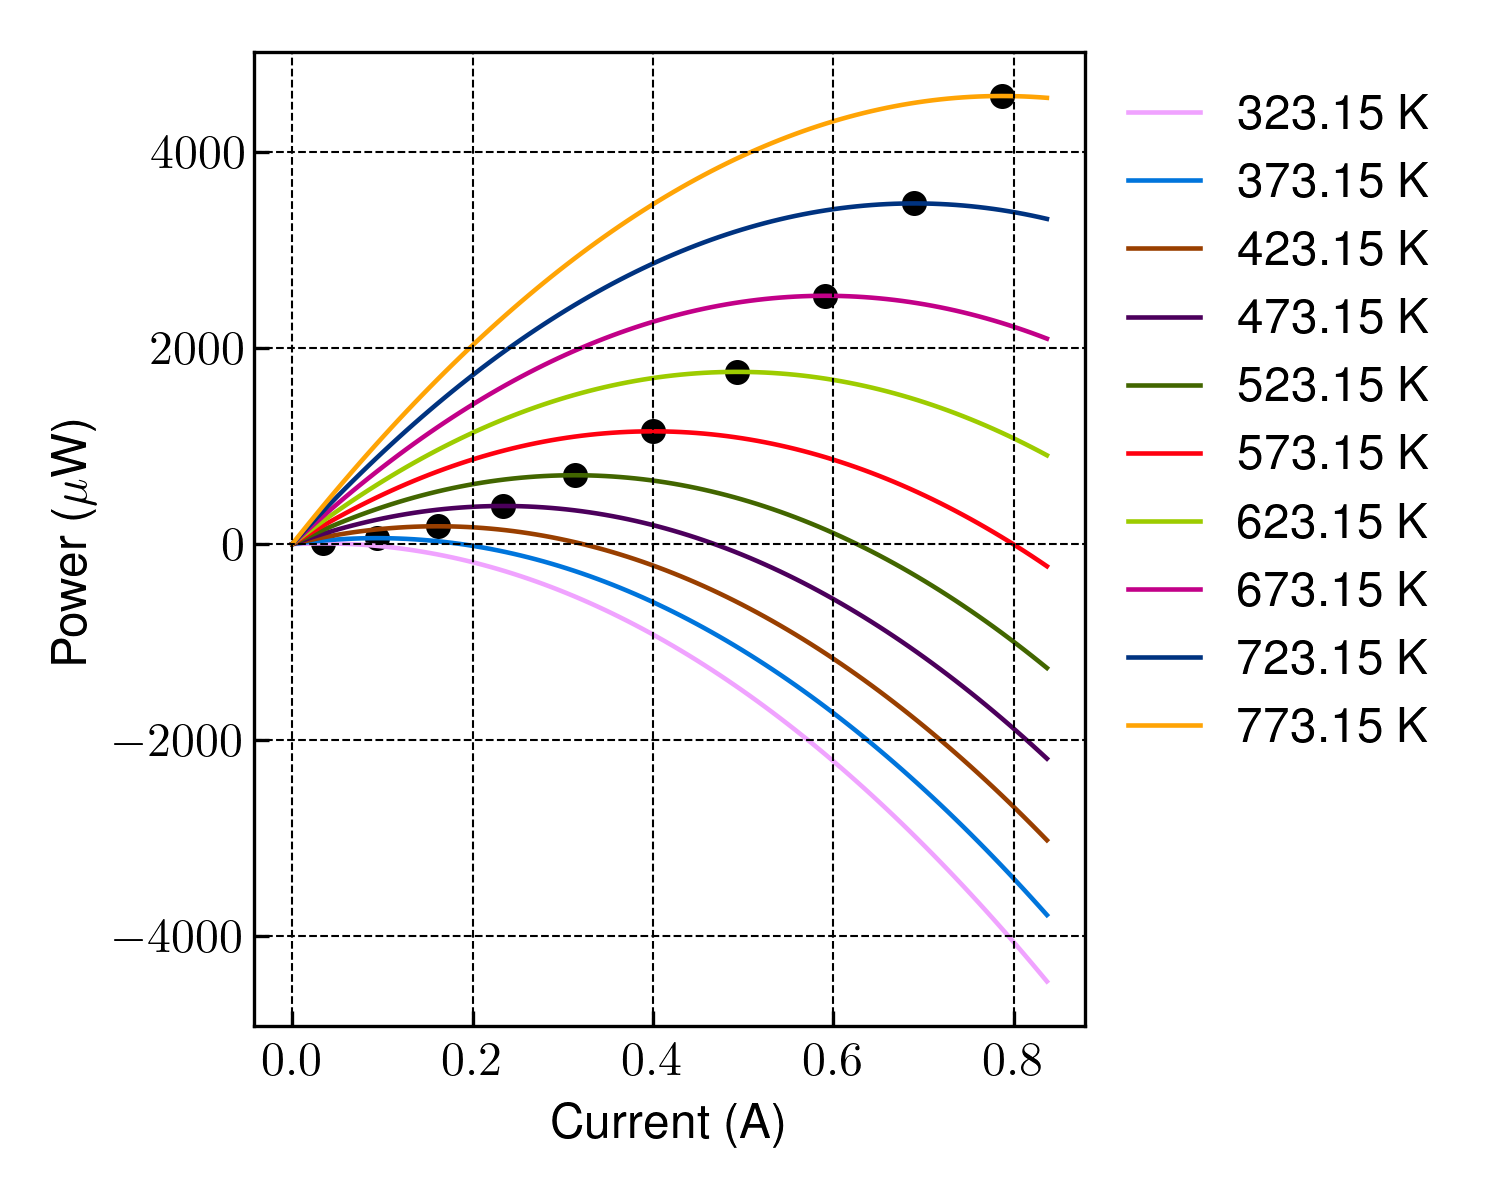 4000
2000
0
−2000
−4000
Power (μW)
0.0 0.2 0.4 0.6 0.8
Current (A)
323.15 K
373.15 K
423.15 K
473.15 K
523.15 K
573.15 K
623.15 K
673.15 K
723.15 K
773.15 K